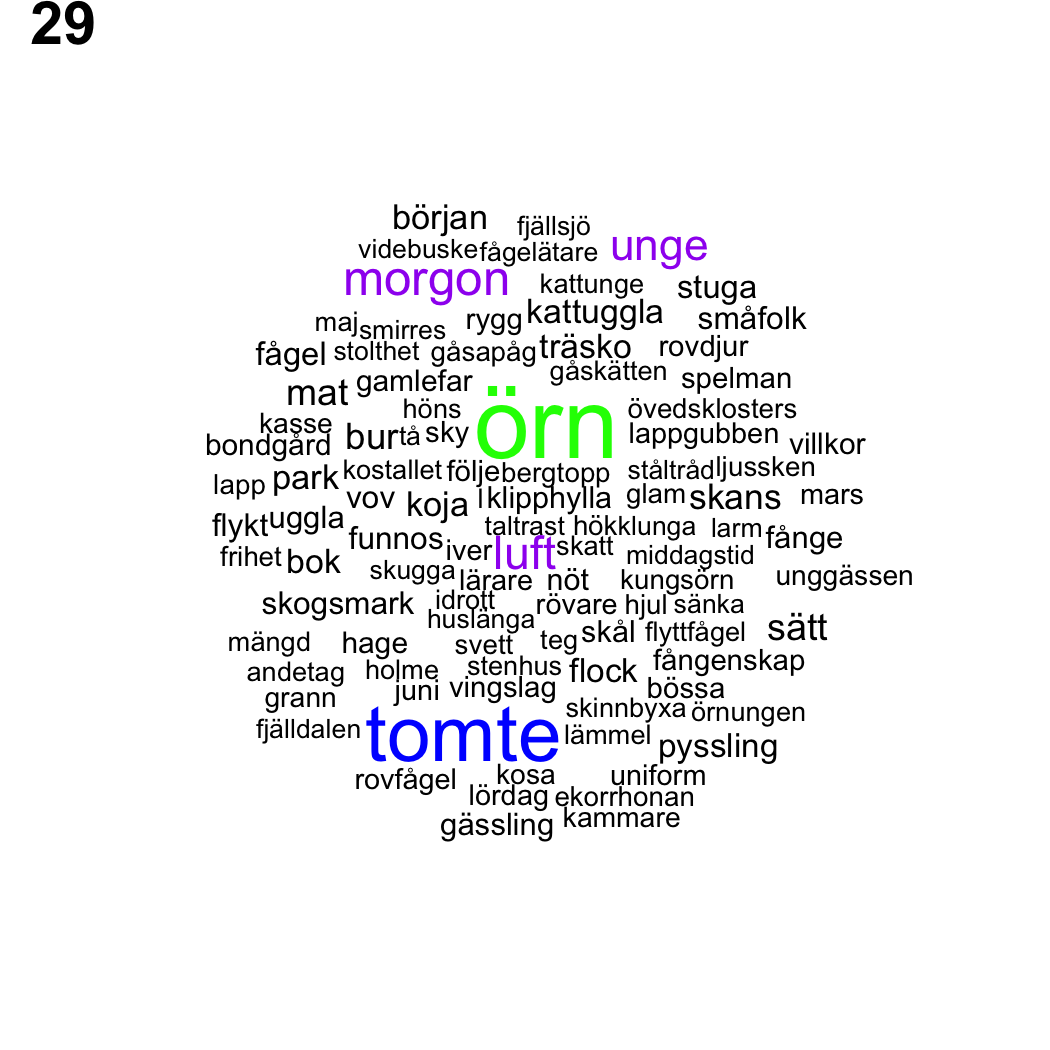 29
början fjällsjö
videbuske fågelätare unge
morgon kattunge stuga
maj smirres rygg kattuggla småfolk
fågel stolthet gåsapåg träsko rovdjur
mat gamlefar gåskätten spelman
kasse höns örn övedsklosters
bondgård bur tå sky lappgubben villkor
lapp park kostallet följe bergtopp ståltråd ljussken
vov koja l klipphylla glam skans mars
flykt uggla taltrast hökklunga larm fånge
frihet bok funnos iver luft skatt middagstid
skugga lärare nöt kungsörn unggässen
skogsmark idrott rövare hjul sänka
huslänga
mängd hage svett teg skål flyttfågel sätt
andetag holme stenhus flock fångenskap
grann juni vingslag bössa
fjälldalen tomte skinnbyxa örnungen
lämmel pyssling
rovfågel kosa uniform
lördag ekorrhonan
gässling kammare